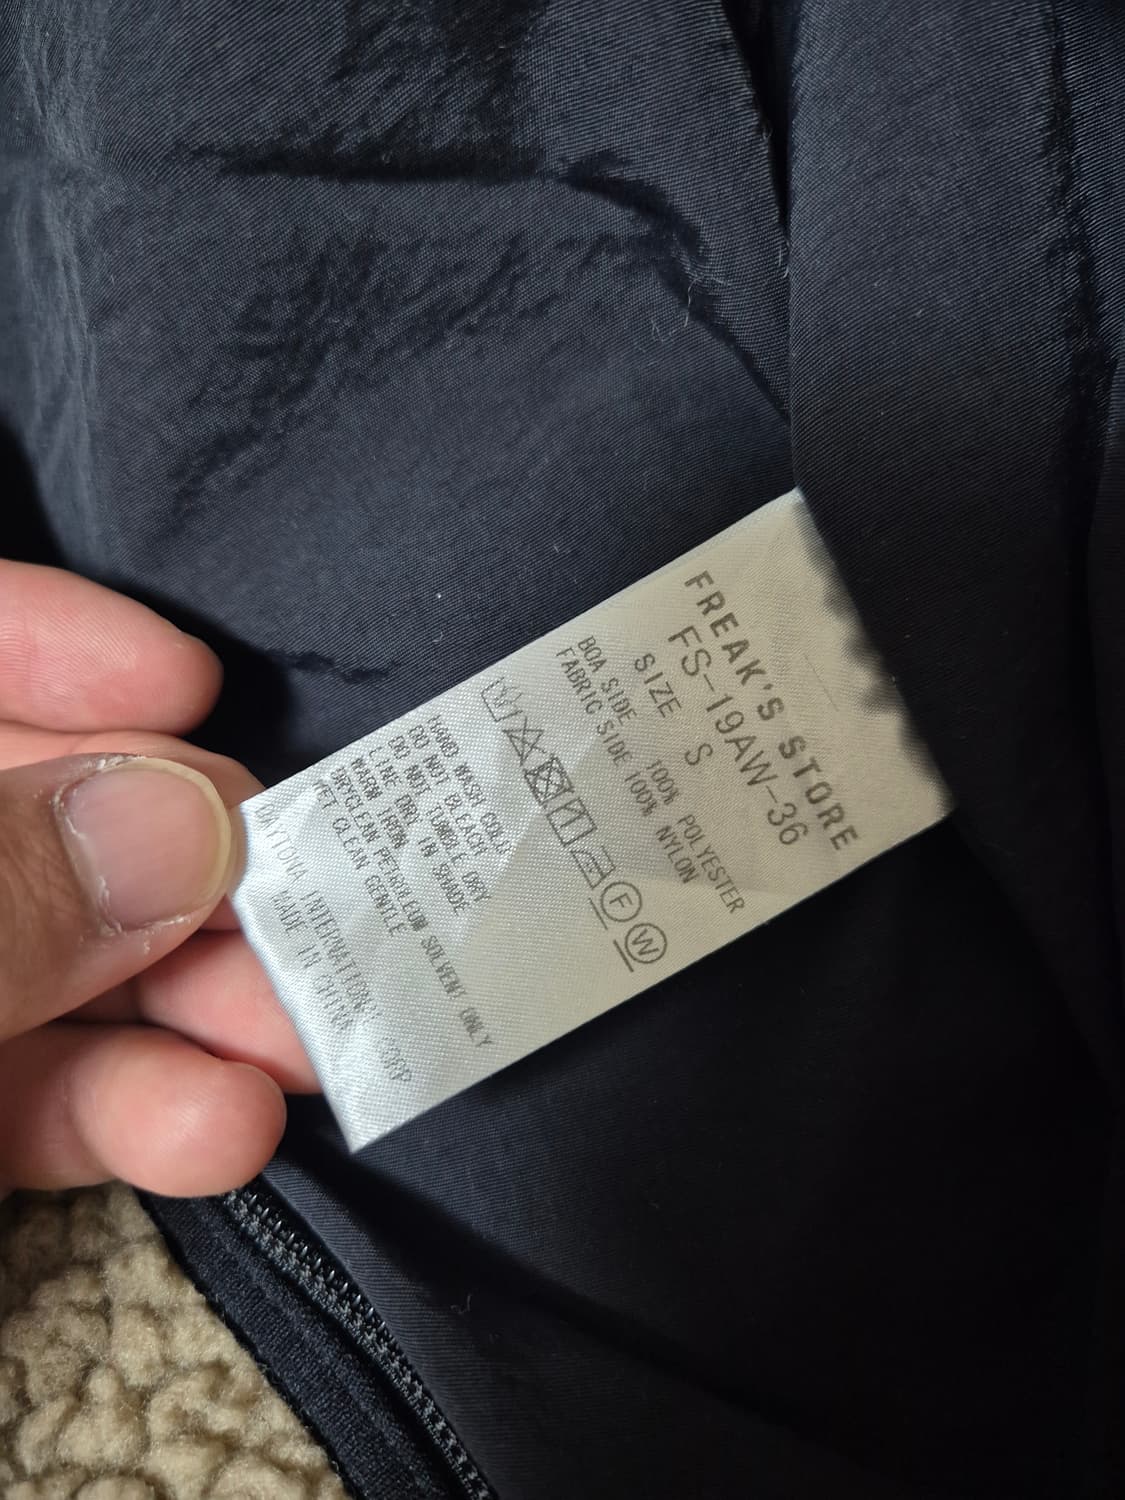 FREAK'S STORE
FS-19AW-36
SIZE S
BOA SIDE 100% POLYESTER
FABRIC SIDE 100% NYLON
F W
HAND WASH COLD
DO NOT BLEACH
DO NOT TUMBLE DRY
LINE DRY IN SHADE
WARM IRON
DRYCLEAN PETROLEUM SOLVENT ONLY
WET CLEAN GENTLE
DAYTONA INTERNATIONAL CORP
MADE IN CHINA